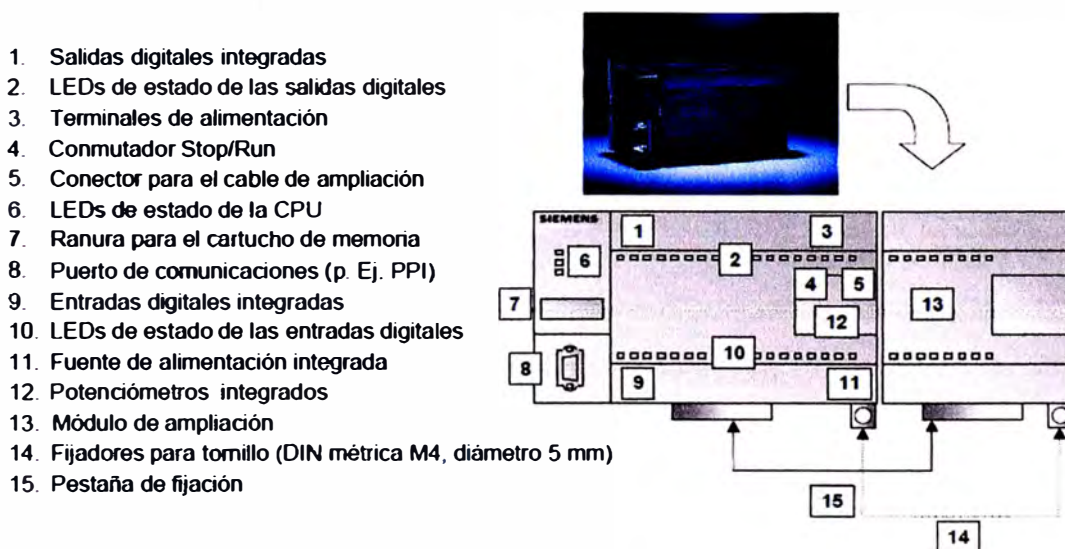 1. Salidas digitales integradas
2. LEDs de estado de las salidas digitales
3. Terminales de alimentación
4. Conmutador Stop/Run
5. Conector para el cable de ampliación
6. LEDs de estado de la CPU
7. Ranura para el cartucho de memoria
8. Puerto de comunicaciones (p. Ej. PPI)
9. Entradas digitales integradas
10. LEDs de estado de las entradas digitales
11. Fuente de alimentación integrada
12. Potenciómetros integrados
13. Módulo de ampliación
14. Fijadores para tornillo (DIN métrica M4, diámetro 5 mm)
15. Pestaña de fijación
SIEMENS
1
3
2
6
4
5
7
13
12
10
8
9
11
15
14